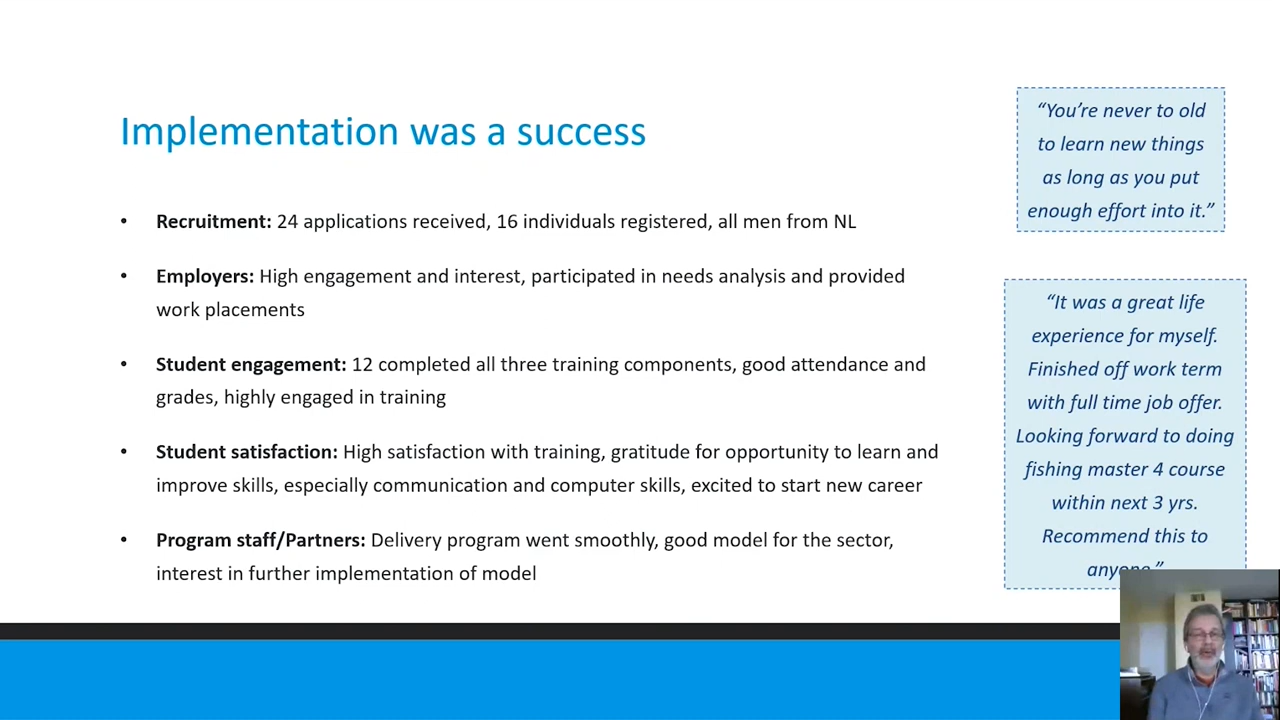 Implementation was a success
• Recruitment: 24 applications received, 16 individuals registered, all men from NL
• Employers: High engagement and interest, participated in needs analysis and provided
work placements
• Student engagement: 12 completed all three training components, good attendance and
grades, highly engaged in training
• Student satisfaction: High satisfaction with training, gratitude for opportunity to learn and
improve skills, especially communication and computer skills, excited to start new career
• Program staff/Partners: Delivery program went smoothly, good model for the sector,
interest in further implementation of model
“You’re never to old
to learn new things
as long as you put
enough effort into it.”
“It was a great life
experience for myself.
Finished off work term
with full time job offer.
Looking forward to doing
fishing master 4 course
within next 3 yrs.
Recommend this to
anyone.”